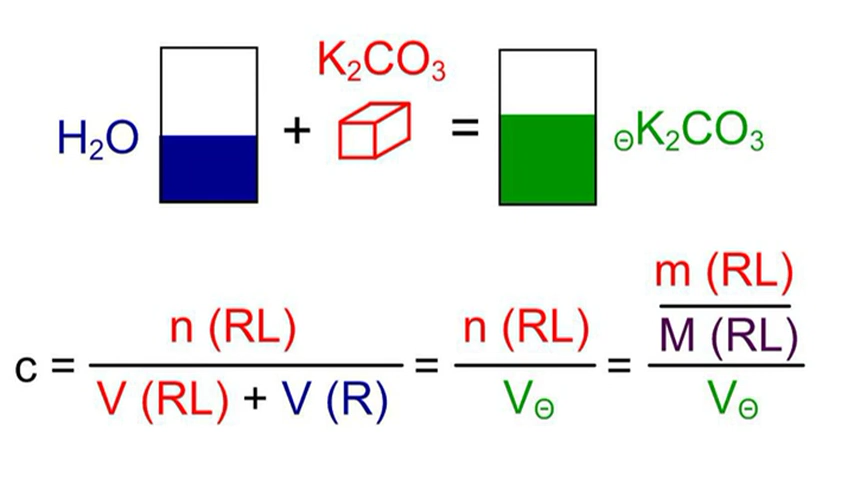 K₂CO₃
H₂O + = ⊖K₂CO₃
c = n (RL) / V (RL) + V (R) = n (RL) / V⊖ = m (RL) / M (RL) / V⊖